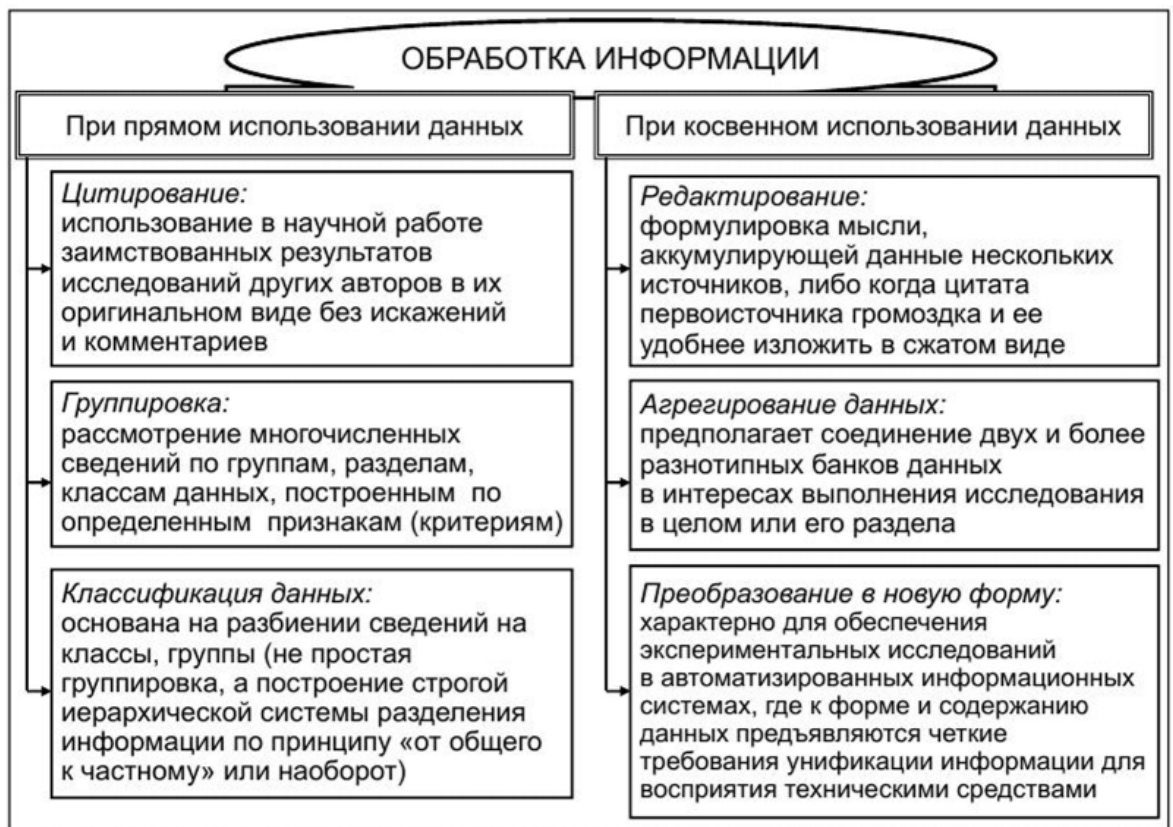 ОБРАБОТКА ИНФОРМАЦИИ
При прямом использовании данных
Цитирование:
использование в научной работе
заимствованных результатов
исследований других авторов в их
оригинальном виде без искажений
и комментариев
Группировка:
рассмотрение многочисленных
сведений по группам, разделам,
классам данных, построенным по
определенным признакам (критериям)
Классификация данных:
основана на разбиении сведений на
классы, группы (не простая
группировка, а построение строгой
иерархической системы разделения
информации по принципу «от общего
к частному» или наоборот)
При косвенном использовании данных
Редактирование:
формулировка мысли,
аккумулирующей данные нескольких
источников, либо когда цитата
первоисточника громоздка и ее
удобнее изложить в сжатом виде
Агрегирование данных:
предполагает соединение двух и более
разнотипных банков данных
в интересах выполнения исследования
в целом или его раздела
Преобразование в новую форму:
характерно для обеспечения
экспериментальных исследований
в автоматизированных информационных
системах, где к форме и содержанию
данных предъявляются четкие
требования унификации информации для
восприятия техническими средствами